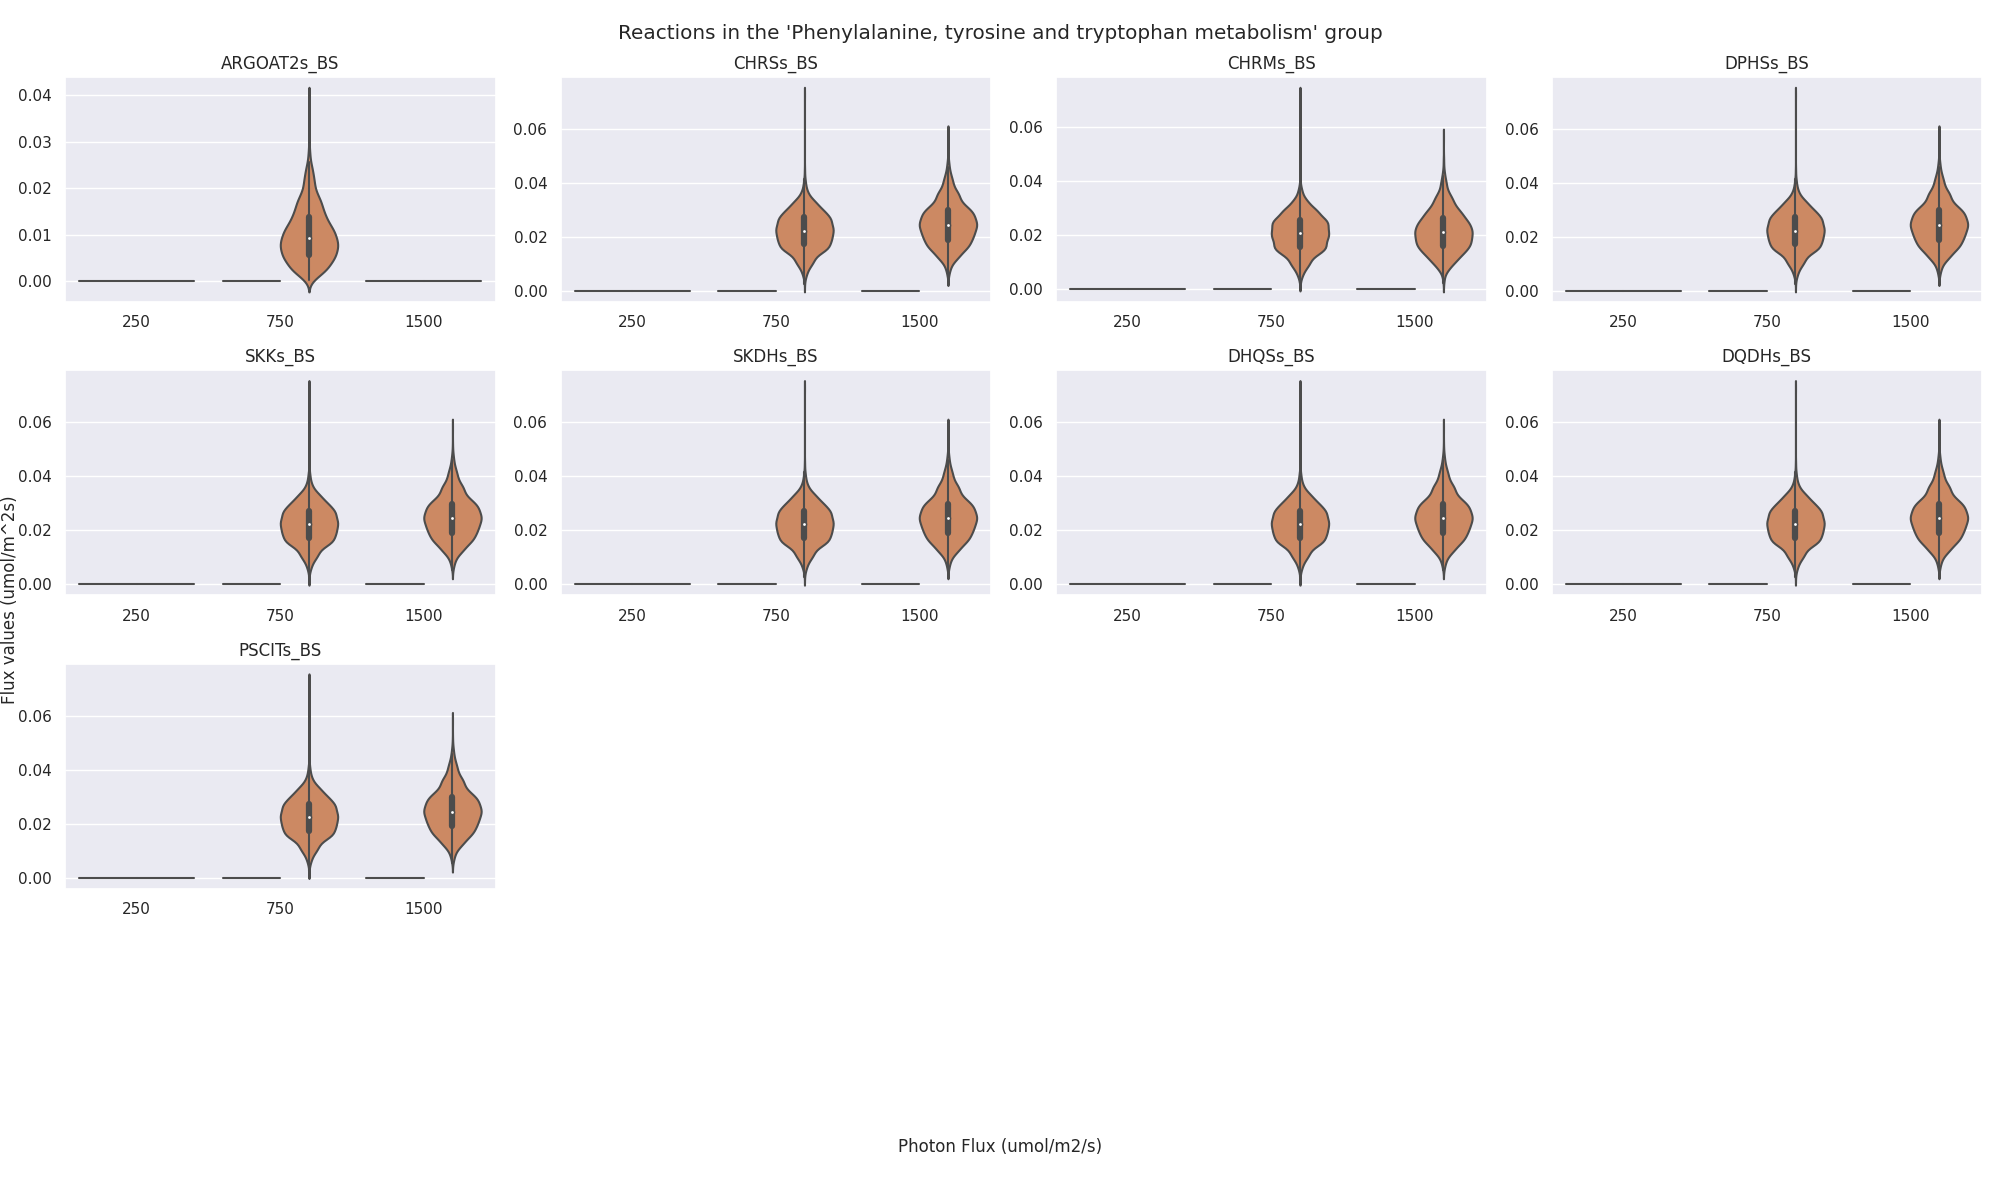 Reactions in the 'Phenylalanine, tyrosine and tryptophan metabolism' group
ARGOAT2s_BS
0.04
0.03
0.02
0.01
0.00
250 750 1500
CHRSs_BS
0.06
0.04
0.02
0.00
250 750 1500
CHRMs_BS
0.06
0.04
0.02
0.00
250 750 1500
DPHSs_BS
0.06
0.04
0.02
0.00
250 750 1500
SKKs_BS
0.06
0.04
0.02
0.00
250 750 1500
SKDHs_BS
0.06
0.04
0.02
0.00
250 750 1500
DHQSs_BS
0.06
0.04
0.02
0.00
250 750 1500
DQDHs_BS
0.06
0.04
0.02
0.00
250 750 1500
PSCITs_BS
0.06
0.04
0.02
0.00
250 750 1500
Flux values (umol/m^2s)
Photon Flux (umol/m2/s)